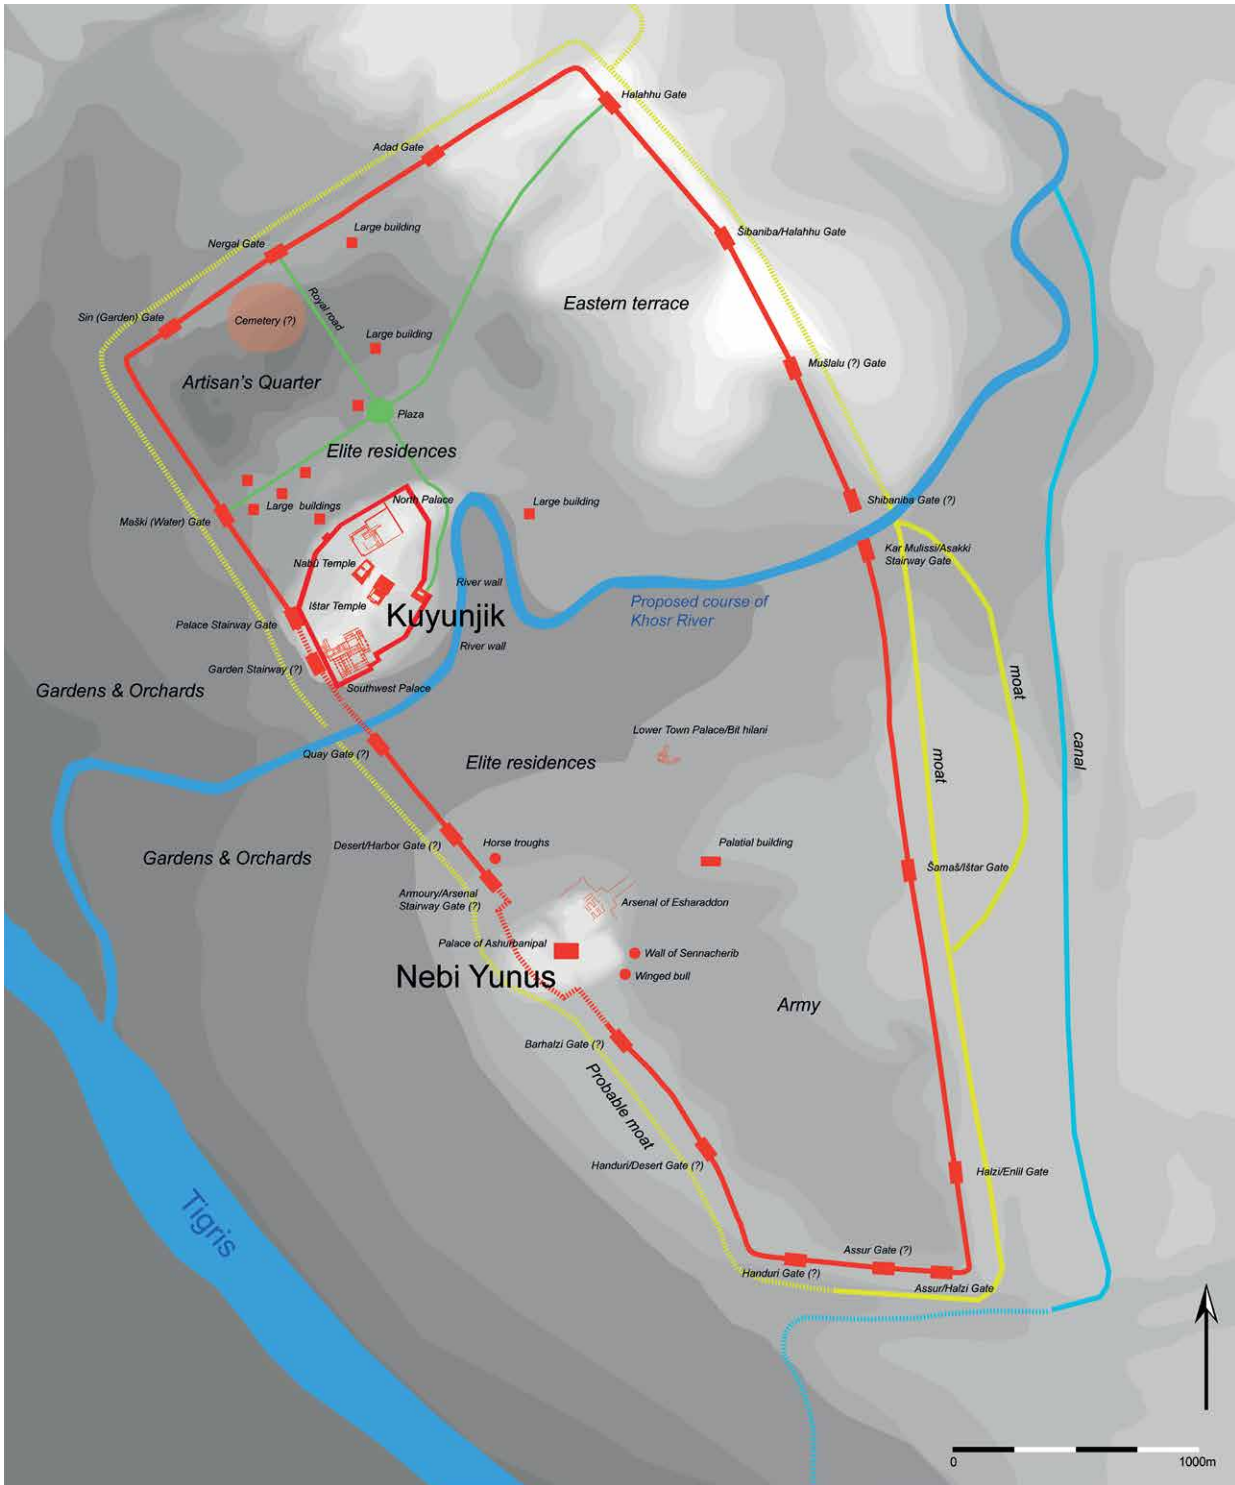 Halahhu Gate
Adad Gate
Large building
Šibaniba/Halahhu Gate
Nergal Gate
Royal road
Eastern terrace
Sin (Garden) Gate
Cemetery (?)
Large building
Mušlalu (?) Gate
Artisan's Quarter
Plaza
Elite residences
North Palace
Large buildings
Large building
Shibaniba Gate (?)
Maški (Water) Gate
Kar Mulissi/Asakki
Stairway Gate
Nabû Temple
River wall
Ištar Temple
Kuyunjik
Proposed course of
Khosr River
Palace Stairway Gate
River wall
Garden Stairway (?)
moat
Gardens & Orchards
Southwest Palace
Lower Town Palace/Bit hilani
Quay Gate (?)
Elite residences
moat
canal
Desert/Harbor Gate (?)
Horse troughs
Palatial building
Gardens & Orchards
Šamaš/Ištar Gate
Armoury/Arsenal
Stairway Gate (?)
Arsenal of Esharaddon
Palace of Ashurbanipal
Wall of Sennacherib
Nebi Yunus
Winged bull
Army
Barhalzi Gate (?)
Probable moat
Handuri/Desert Gate (?)
Halzi/Enlil Gate
Tigris
Assur Gate (?)
Handuri Gate (?)
Assur/Halzi Gate
0
1000m